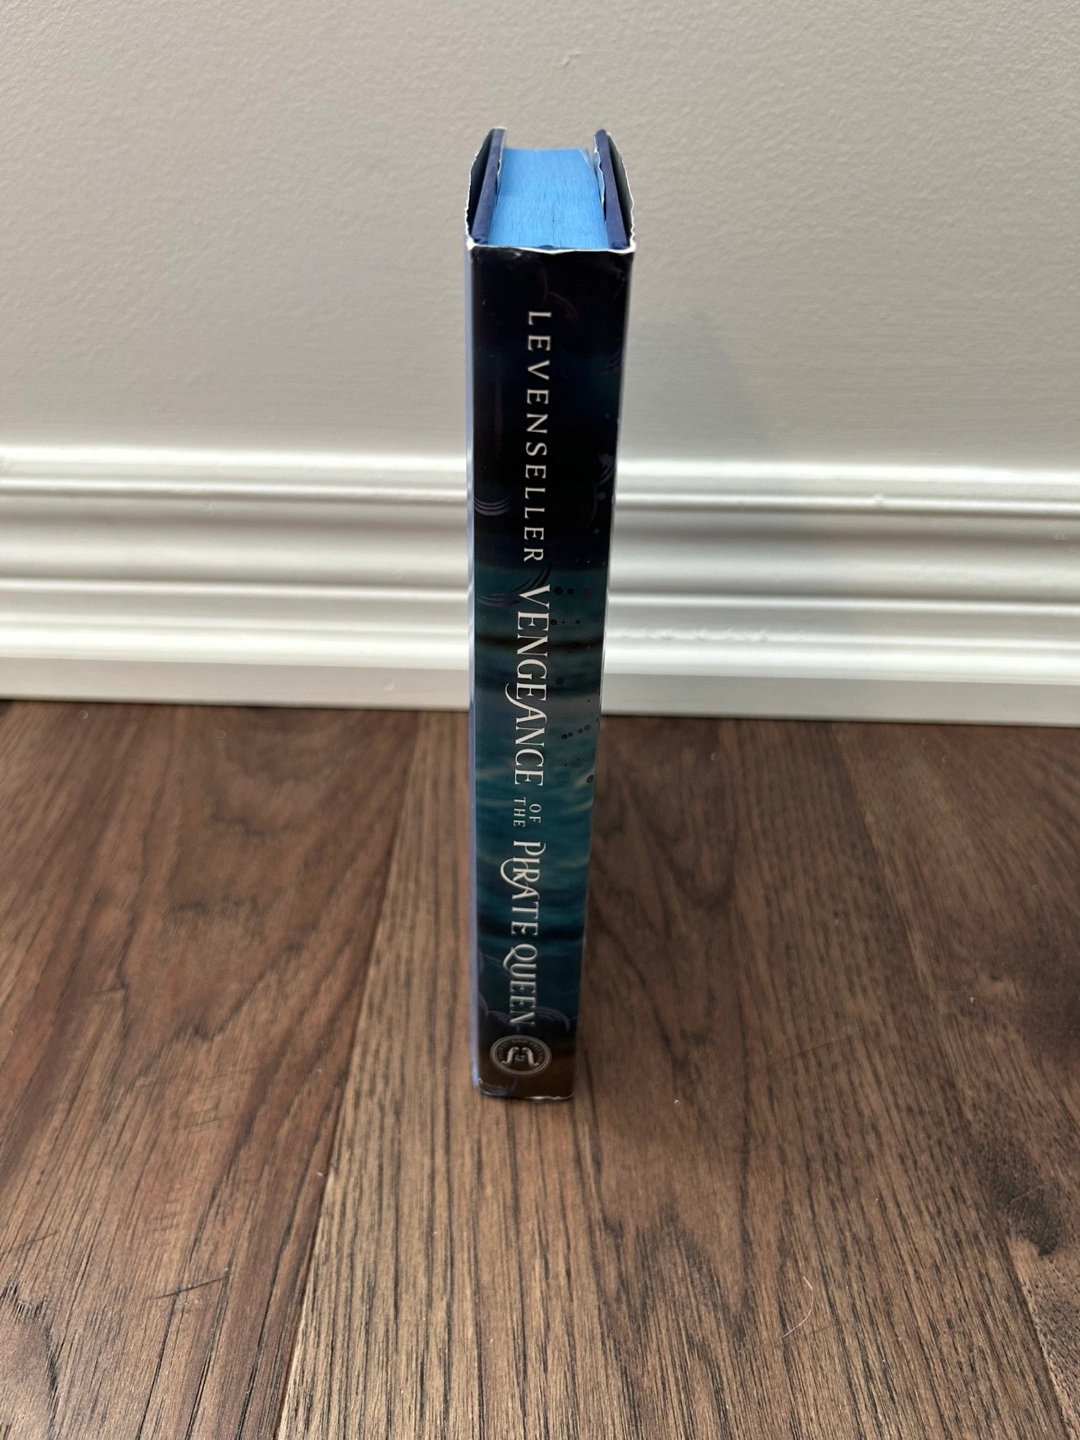 LEVENSELLER
VENGEANCE
OF
THE
PIRATE QUEEN